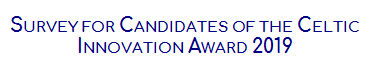 Survey for Candidates of the Celtic
Innovation Award 2019